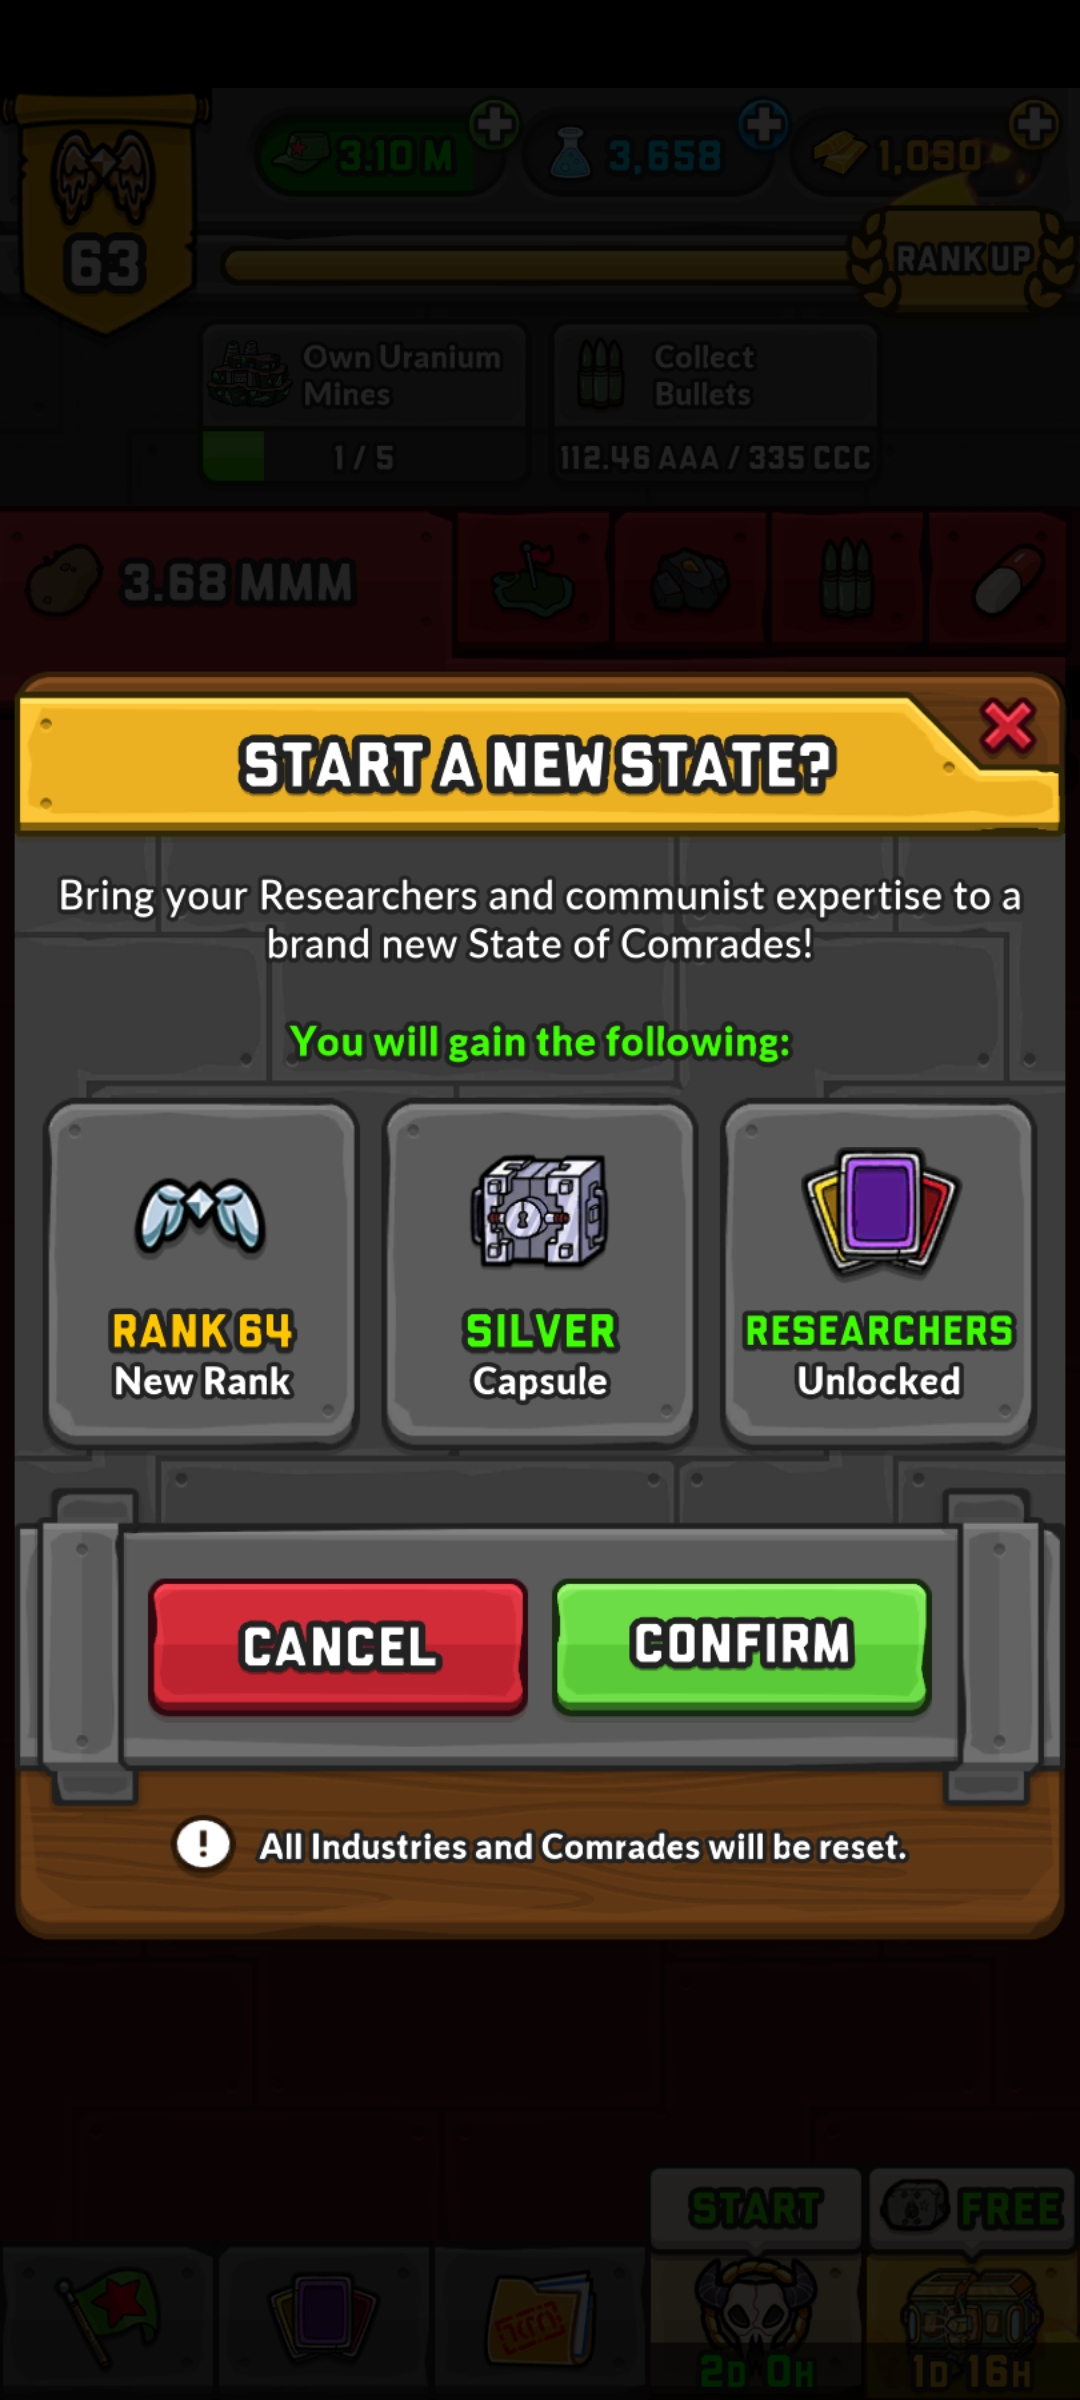 3.10 M
3,658
1,090
63
RANK UP
Own Uranium
Mines
Collect
Bullets
1 / 5
112.46 AAA / 335 CCC
3.68 MMM
START A NEW STATE?
Bring your Researchers and communist expertise to a
brand new State of Comrades!
You will gain the following:
RANK 64
New Rank
SILVER
Capsule
RESEARCHERS
Unlocked
CANCEL
CONFIRM
! All Industries and Comrades will be reset.
START
FREE
2D 0H
1D 16H